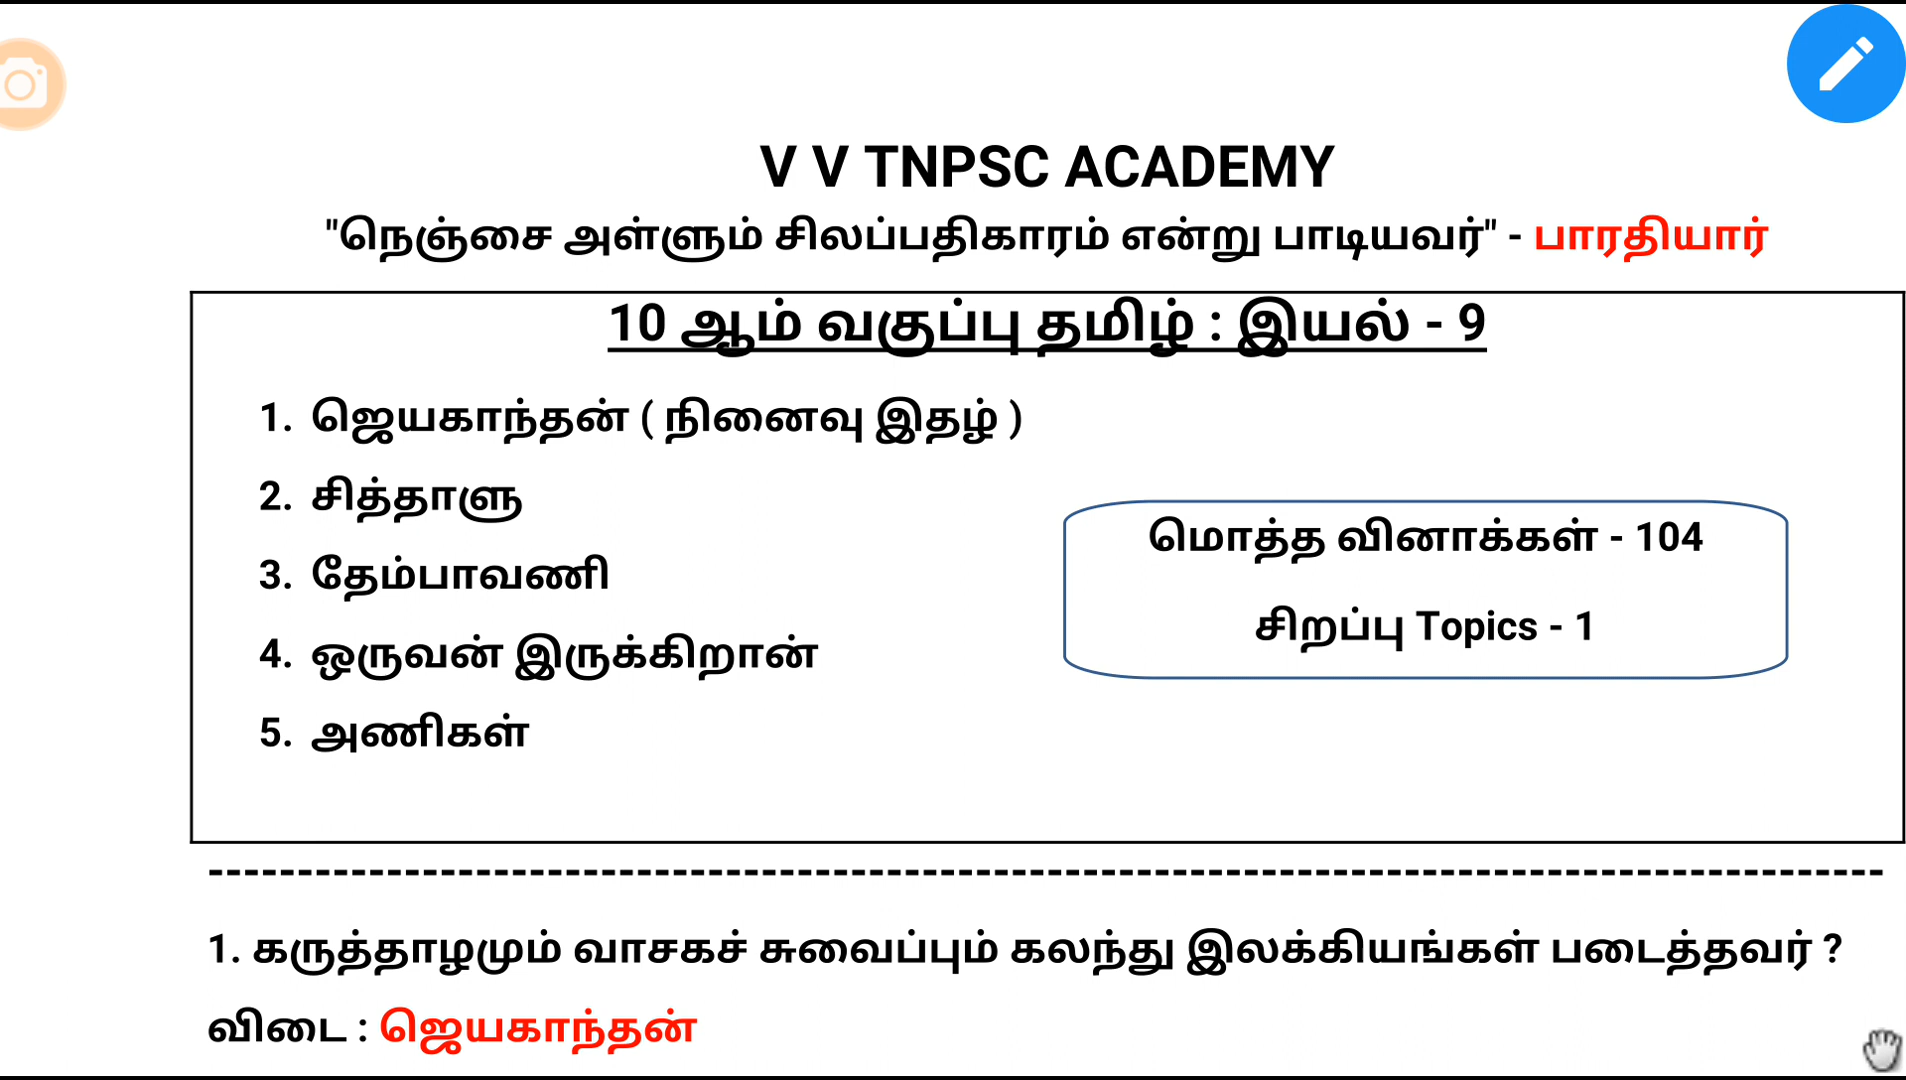 V V TNPSC ACADEMY
"நெஞ்சை அள்ளும் சிலப்பதிகாரம் என்று பாடியவர்" - பாரதியார்
10 ஆம் வகுப்பு தமிழ் : இயல் - 9
1. ஜெயகாந்தன் ( நினைவு இதழ் )
2. சித்தாளு
3. தேம்பாவணி
4. ஒருவன் இருக்கிறான்
5. அணிகள்
மொத்த வினாக்கள் - 104
சிறப்பு Topics - 1
1. கருத்தாழமும் வாசகச் சுவைப்பும் கலந்து இலக்கியங்கள் படைத்தவர் ?
விடை : ஜெயகாந்தன்